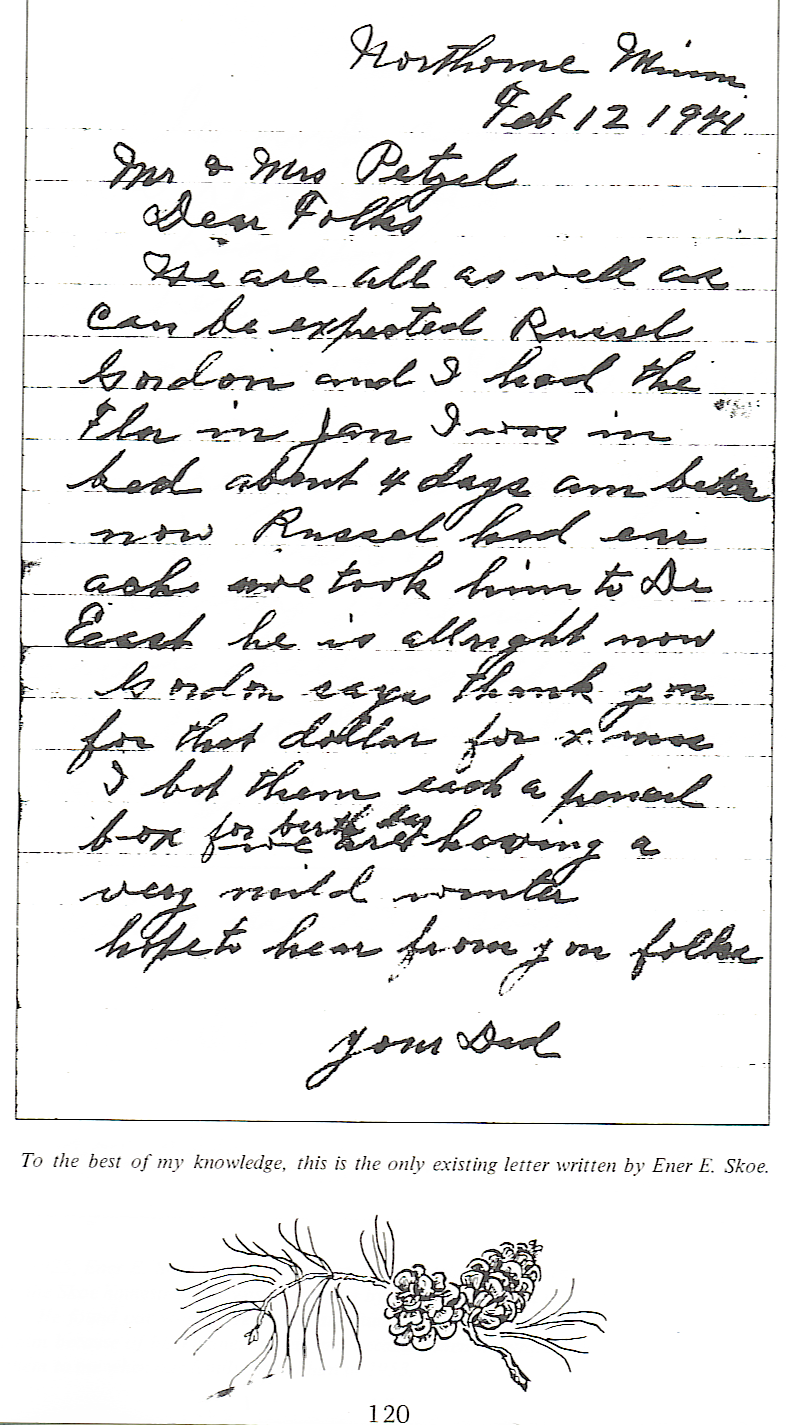 Northome Minn
Feb 12 1941
Mr & Mrs Petzel
Dear Folks
We are all as well as
can be expected Russel
Gordon and I had the
Flu in Jan I was in
bed about 4 days am better
now Russel had ear
ache we took him to Dr
he is allright now
Gordon says thank you
for that dollar for x mas
I bot them each a pencil
box for birth day we are having a
very mild winter
hope to hear from you folks
your Dad
To the best of my knowledge, this is the only existing letter written by Ener E. Skoe.
120